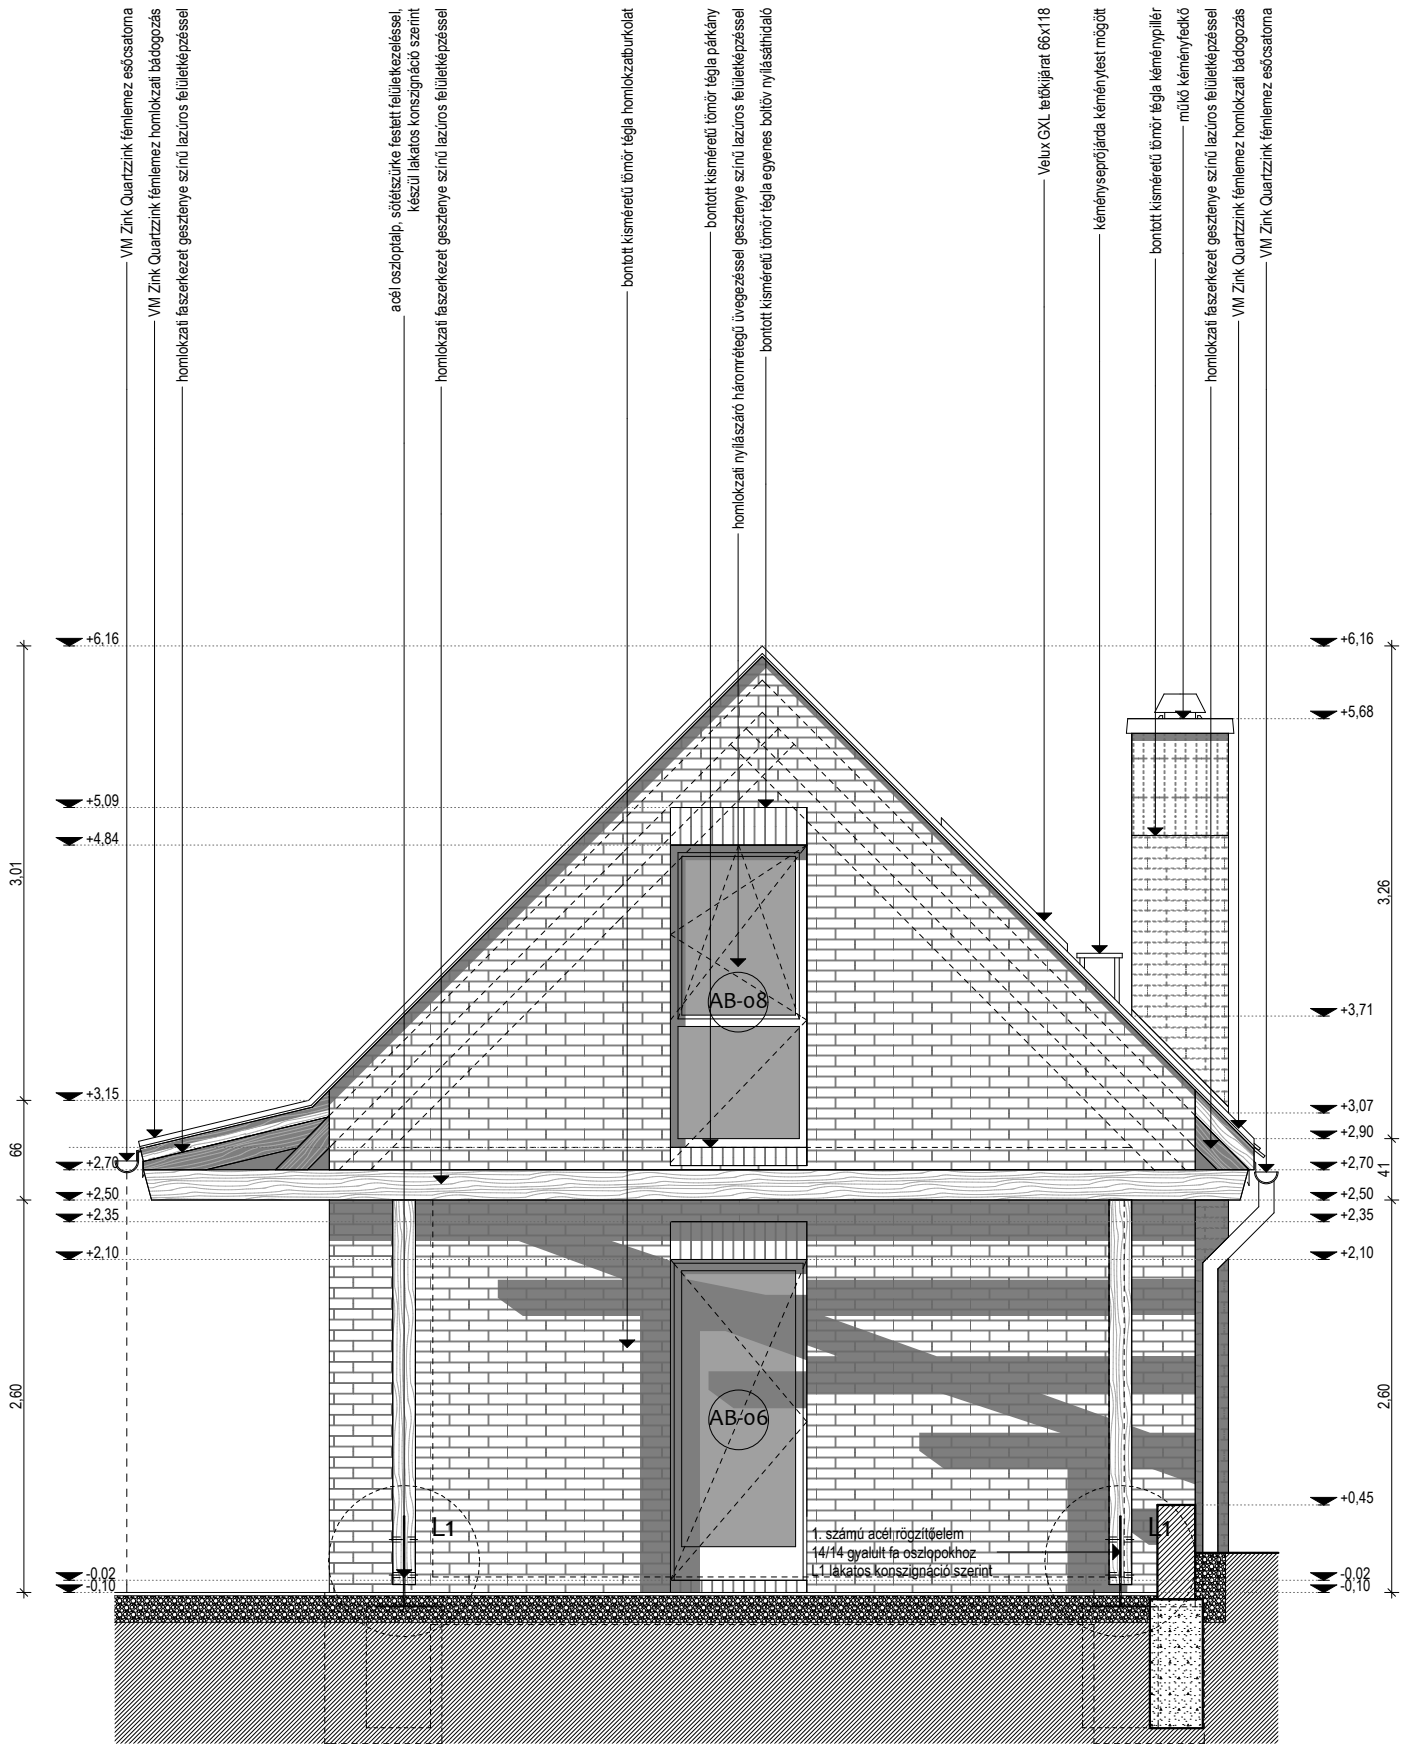 VM Zink Quartzzink fémlemez esőcsatorna
VM Zink Quartzzink fémlemez homlokzati bádogozás
homlokzati faszerkezet gesztenye színű lazúros felületképzéssel
acél oszloptalp, sötétszürke festett felületkezeléssel,
készül lakatos konszignáció szerint
homlokzati faszerkezet gesztenye színű lazúros felületképzéssel
bontott kisméretű tömör tégla homlokzatburkolat
bontott kisméretű tömör tégla párkány
homlokzati nyílászáró háromrétegű üvegezéssel gesztenye színű lazúros felületképzéssel
bontott kisméretű tömör tégla egyenes boltöv nyílásáthidaló
Velux GXL tetőkijárat 66x118
kéményseprőjárda kéménytest mögött
bontott kisméretű tömör tégla kéménypillér
műkő kéményfedkő
homlokzati faszerkezet gesztenye színű lazúros felületképzéssel
VM Zink Quartzzink fémlemez homlokzati bádogozás
VM Zink Quartzzink fémlemez esőcsatorna
+6,16
+5,09
+4,84
+3,15
+2,70
+2,50
+2,35
+2,10
-0,02
-0,10
3,01
66
2,60
AB-08
AB-06
L1
1. számú acél rögzítőelem
14/14 gyalult fa oszlopokhoz
L1 lakatos konszignáció szerint
L1
+6,16
+5,68
+3,71
+3,07
+2,90
+2,70
+2,50
+2,35
+2,10
+0,45
-0,02
-0,10
3,26
41
2,60